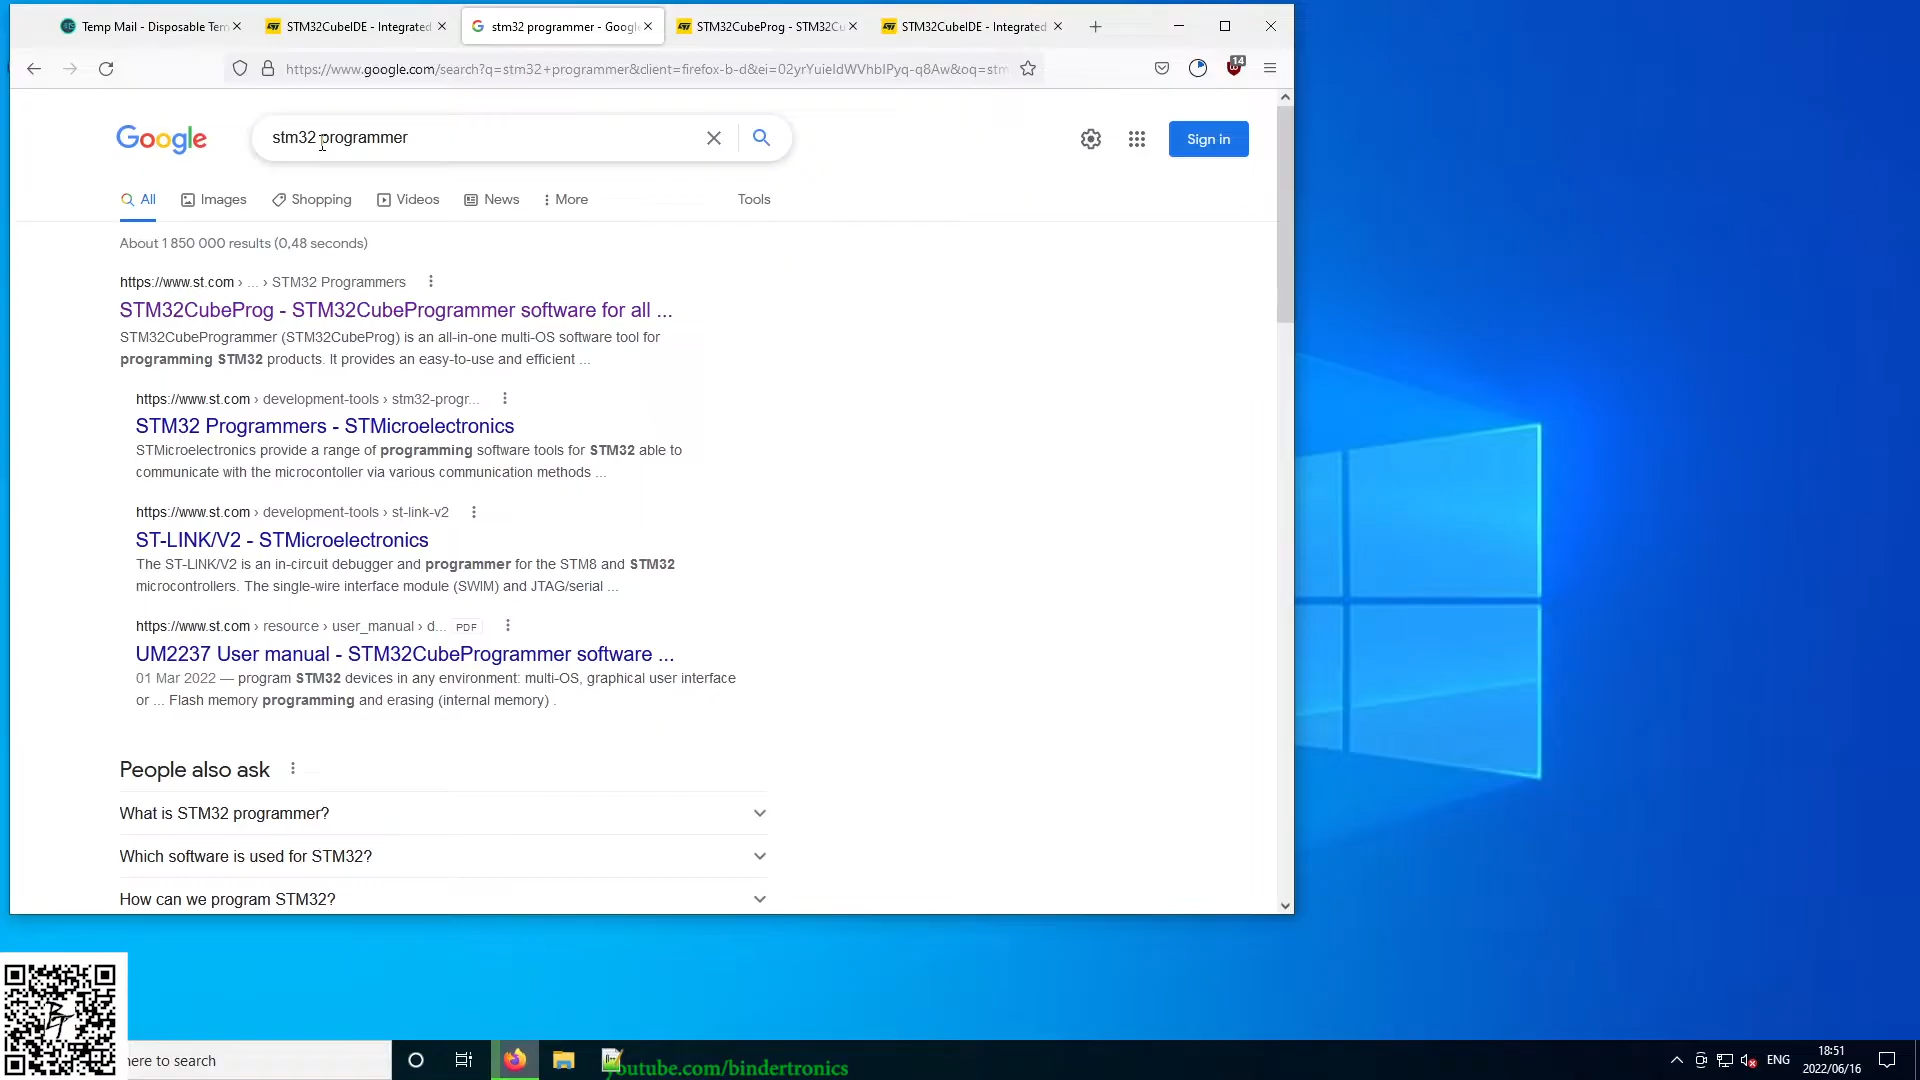 Temp Mail - Disposable Tem
STM32CubeIDE - Integrated
stm32 programmer - Google
STM32CubeProg - STM32Cu
STM32CubeIDE - Integrated
https://www.google.com/search?q=stm32+programmer&client=firefox-b-d&ei=02yrYuieIdWVhbIPyq-q8Aw&oq=stm
14
Google
stm32 programmer
Sign in
All
Images
Shopping
Videos
News
More
Tools
About 1 850 000 results (0,48 seconds)
https://www.st.com › ... › STM32 Programmers
STM32CubeProg - STM32CubeProgrammer software for all ...
STM32CubeProgrammer (STM32CubeProg) is an all-in-one multi-OS software tool for
programming STM32 products. It provides an easy-to-use and efficient ...
https://www.st.com › development-tools › stm32-progr...
STM32 Programmers - STMicroelectronics
STMicroelectronics provide a range of programming software tools for STM32 able to
communicate with the microcontoller via various communication methods ...
https://www.st.com › development-tools › st-link-v2
ST-LINK/V2 - STMicroelectronics
The ST-LINK/V2 is an in-circuit debugger and programmer for the STM8 and STM32
microcontrollers. The single-wire interface module (SWIM) and JTAG/serial ...
https://www.st.com › resource › user_manual › d... PDF
UM2237 User manual - STM32CubeProgrammer software ...
01 Mar 2022 — program STM32 devices in any environment: multi-OS, graphical user interface
or ... Flash memory programming and erasing (internal memory) .
People also ask
What is STM32 programmer?
Which software is used for STM32?
How can we program STM32?
here to search
youtube.com/bindertronics
ENG
18:51
2022/06/16